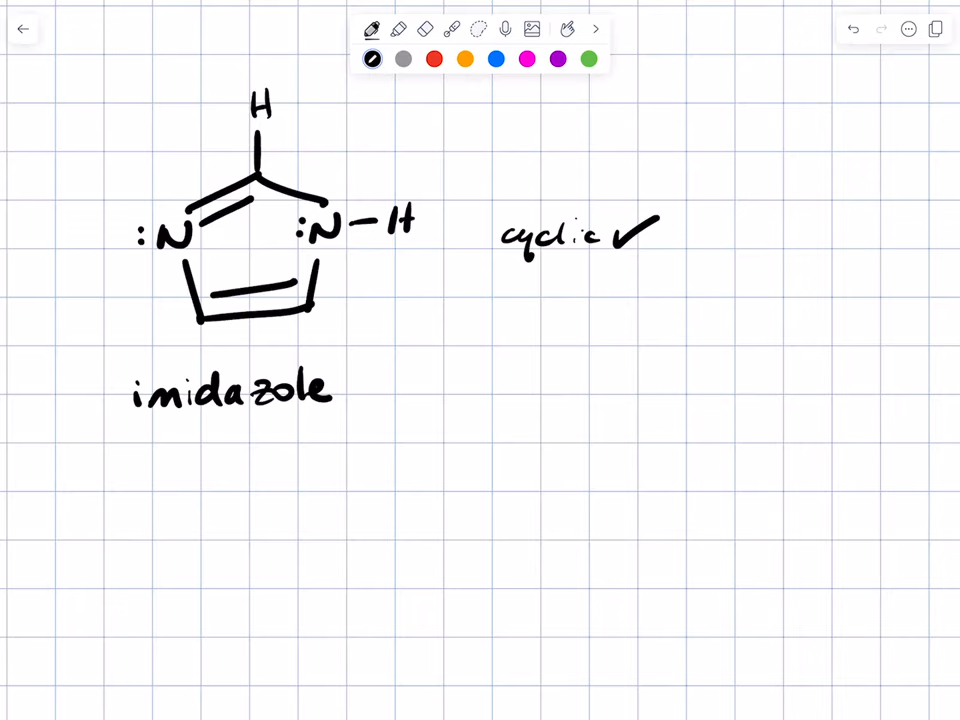 H
:N
:N-H
cyclic ✓
imidazole